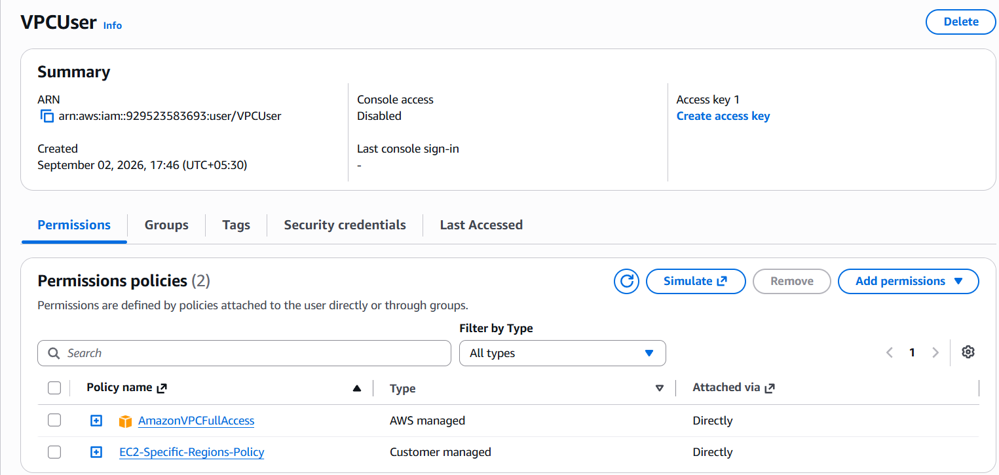 VPCUser Info
Delete
Summary
ARN
arn:aws:iam::929523583693:user/VPCUser
Created
September 02, 2026, 17:46 (UTC+05:30)
Console access
Disabled
Last console sign-in
-
Access key 1
Create access key
Permissions
Groups
Tags
Security credentials
Last Accessed
Permissions policies (2)
Simulate
Remove
Add permissions
Permissions are defined by policies attached to the user directly or through groups.
Filter by Type
Search
All types
1
Policy name
Type
Attached via
AmazonVPCFullAccess
AWS managed
Directly
EC2-Specific-Regions-Policy
Customer managed
Directly